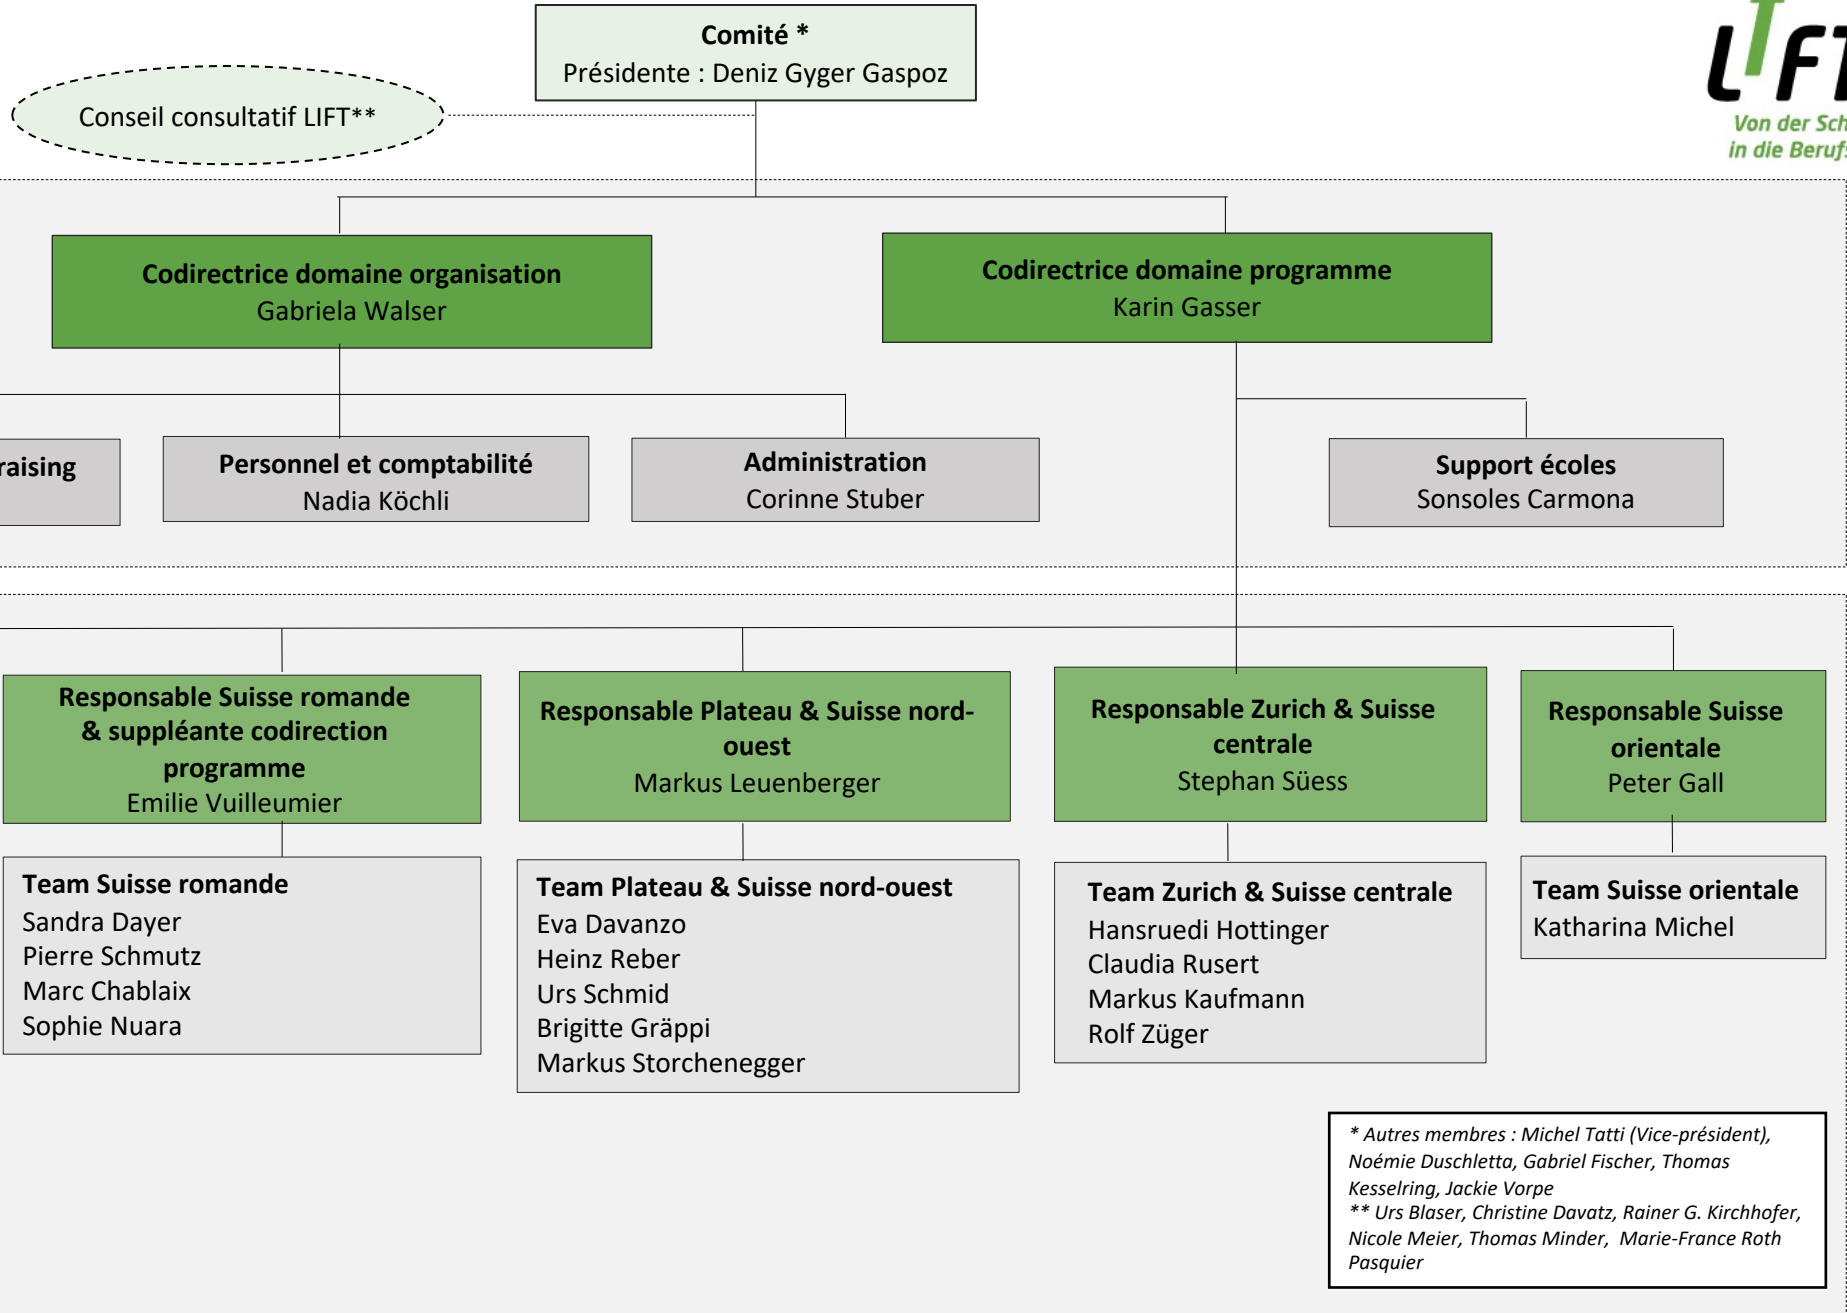 Comité *
Présidente : Deniz Gyger Gaspoz
LIFT
Von der Sch
in die Berufs
Conseil consultatif LIFT**
Codirectrice domaine organisation
Gabriela Walser
Codirectrice domaine programme
Karin Gasser
raising
Personnel et comptabilité
Nadia Köchli
Administration
Corinne Stuber
Support écoles
Sonsoles Carmona
Responsable Suisse romande
& suppléante codirection
programme
Emilie Vuilleumier
Responsable Plateau & Suisse nord-
ouest
Markus Leuenberger
Responsable Zurich & Suisse
centrale
Stephan Süess
Responsable Suisse
orientale
Peter Gall
Team Suisse romande
Sandra Dayer
Pierre Schmutz
Marc Chablaix
Sophie Nuara
Team Plateau & Suisse nord-ouest
Eva Davanzo
Heinz Reber
Urs Schmid
Brigitte Gräppi
Markus Storchenegger
Team Zurich & Suisse centrale
Hansruedi Hottinger
Claudia Rusert
Markus Kaufmann
Rolf Züger
Team Suisse orientale
Katharina Michel
* Autres membres : Michel Tatti (Vice-président),
Noémie Duschletta, Gabriel Fischer, Thomas
Kesselring, Jackie Vorpe
** Urs Blaser, Christine Davatz, Rainer G. Kirchhofer,
Nicole Meier, Thomas Minder, Marie-France Roth
Pasquier